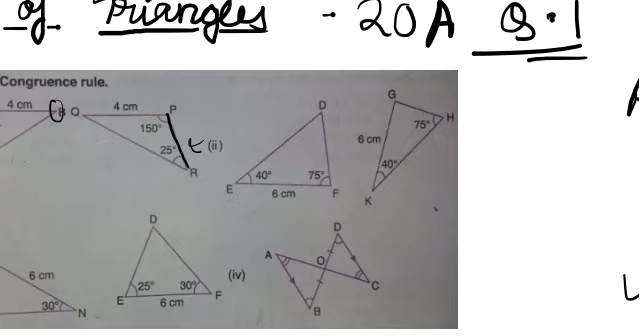 of Triangles - 20A Q.1
Congruence rule.
4 cm B Q 4 cm P
150°
25° (ii)
R
D
E 40° 75° F
6 cm
G
75° H
6 cm
40°
K
6 cm
30° N
D
E 25° 30° F
6 cm
(iv)
D
A O
C
B